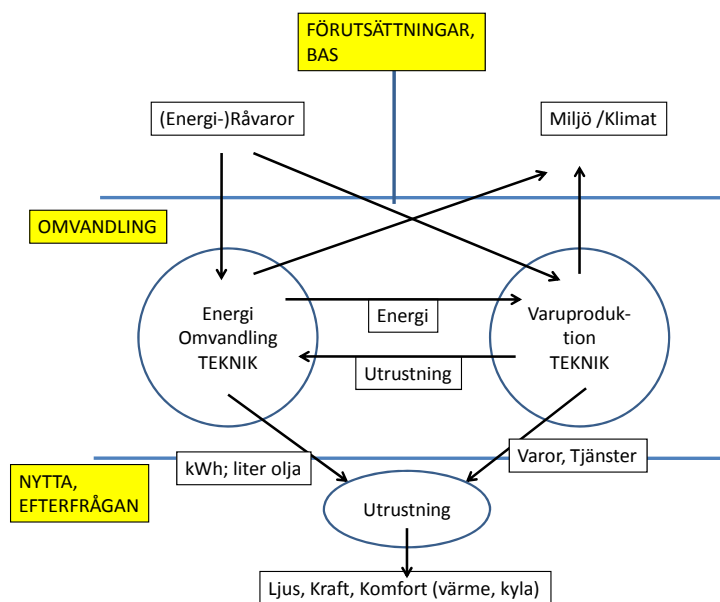 FÖRUTSÄTTNINGAR,
BAS
(Energi-)Råvaror
Miljö /Klimat
OMVANDLING
Energi
Omvandling
TEKNIK
Energi
Varuproduk-
tion
TEKNIK
Utrustning
kWh; liter olja
Varor, Tjänster
NYTTA,
EFTERFRÅGAN
Utrustning
Ljus, Kraft, Komfort (värme, kyla)